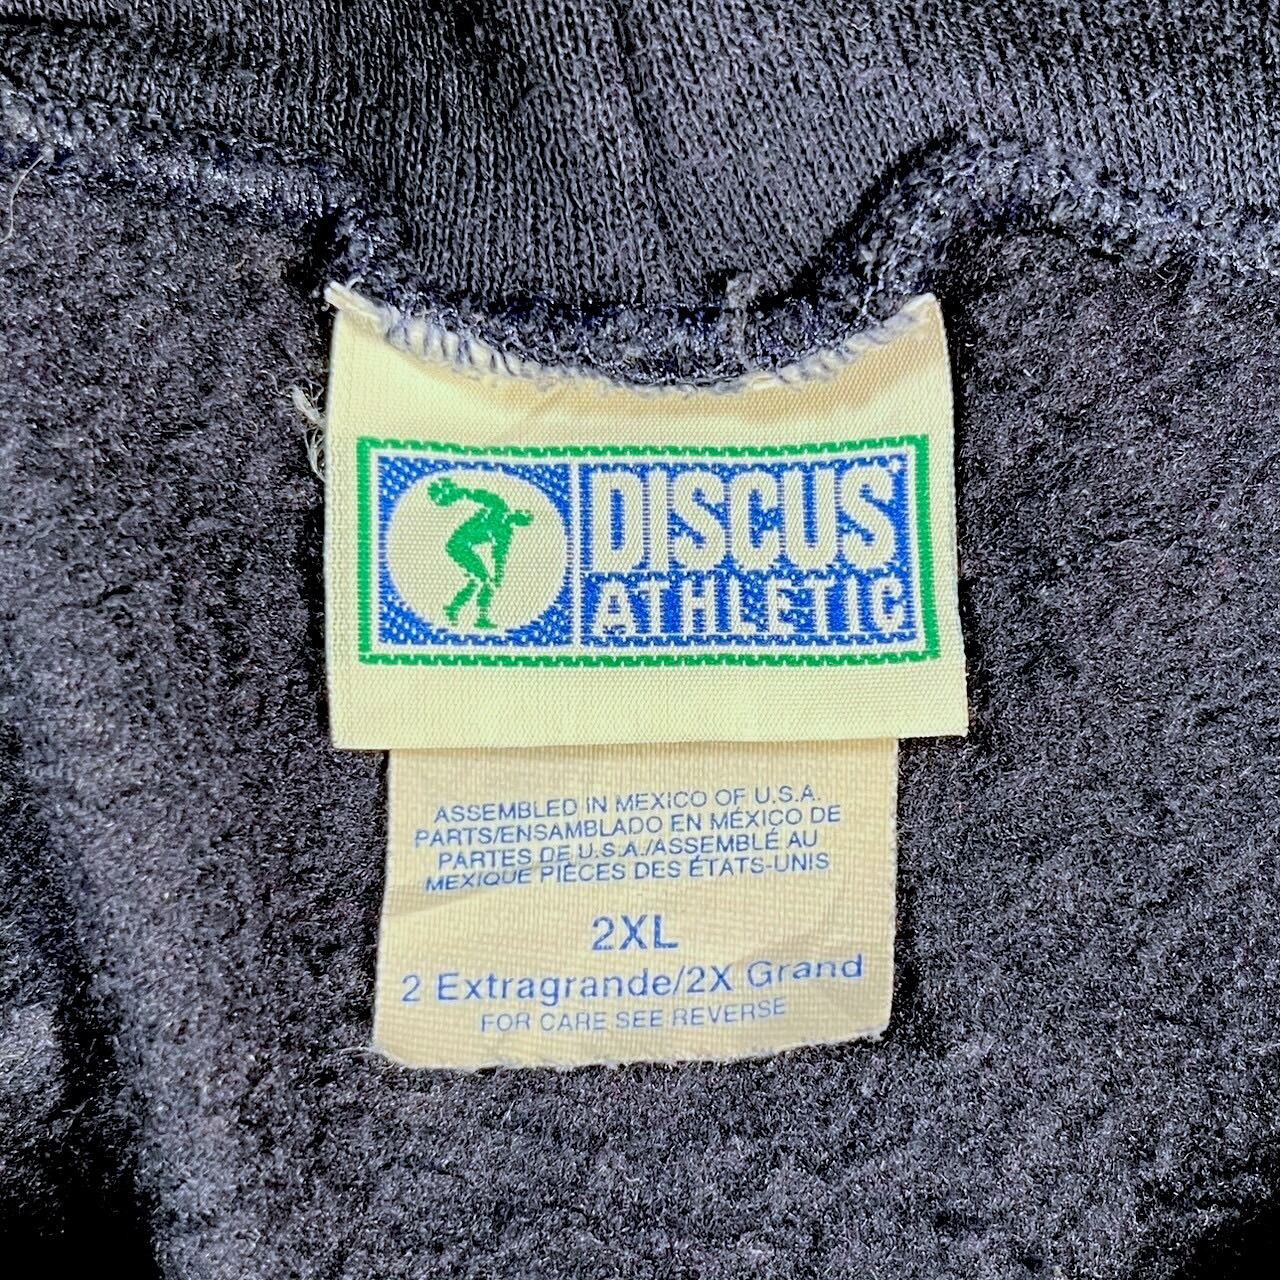 DISCUS
ATHLETIC
ASSEMBLED IN MEXICO OF U.S.A.
PARTS/ENSAMBLADO EN MÉXICO DE
PARTES DE U.S.A./ASSEMBLÉ AU
MEXIQUE PIÈCES DES ÉTATS-UNIS
2XL
2 Extragrande/2X Grand
FOR CARE SEE REVERSE